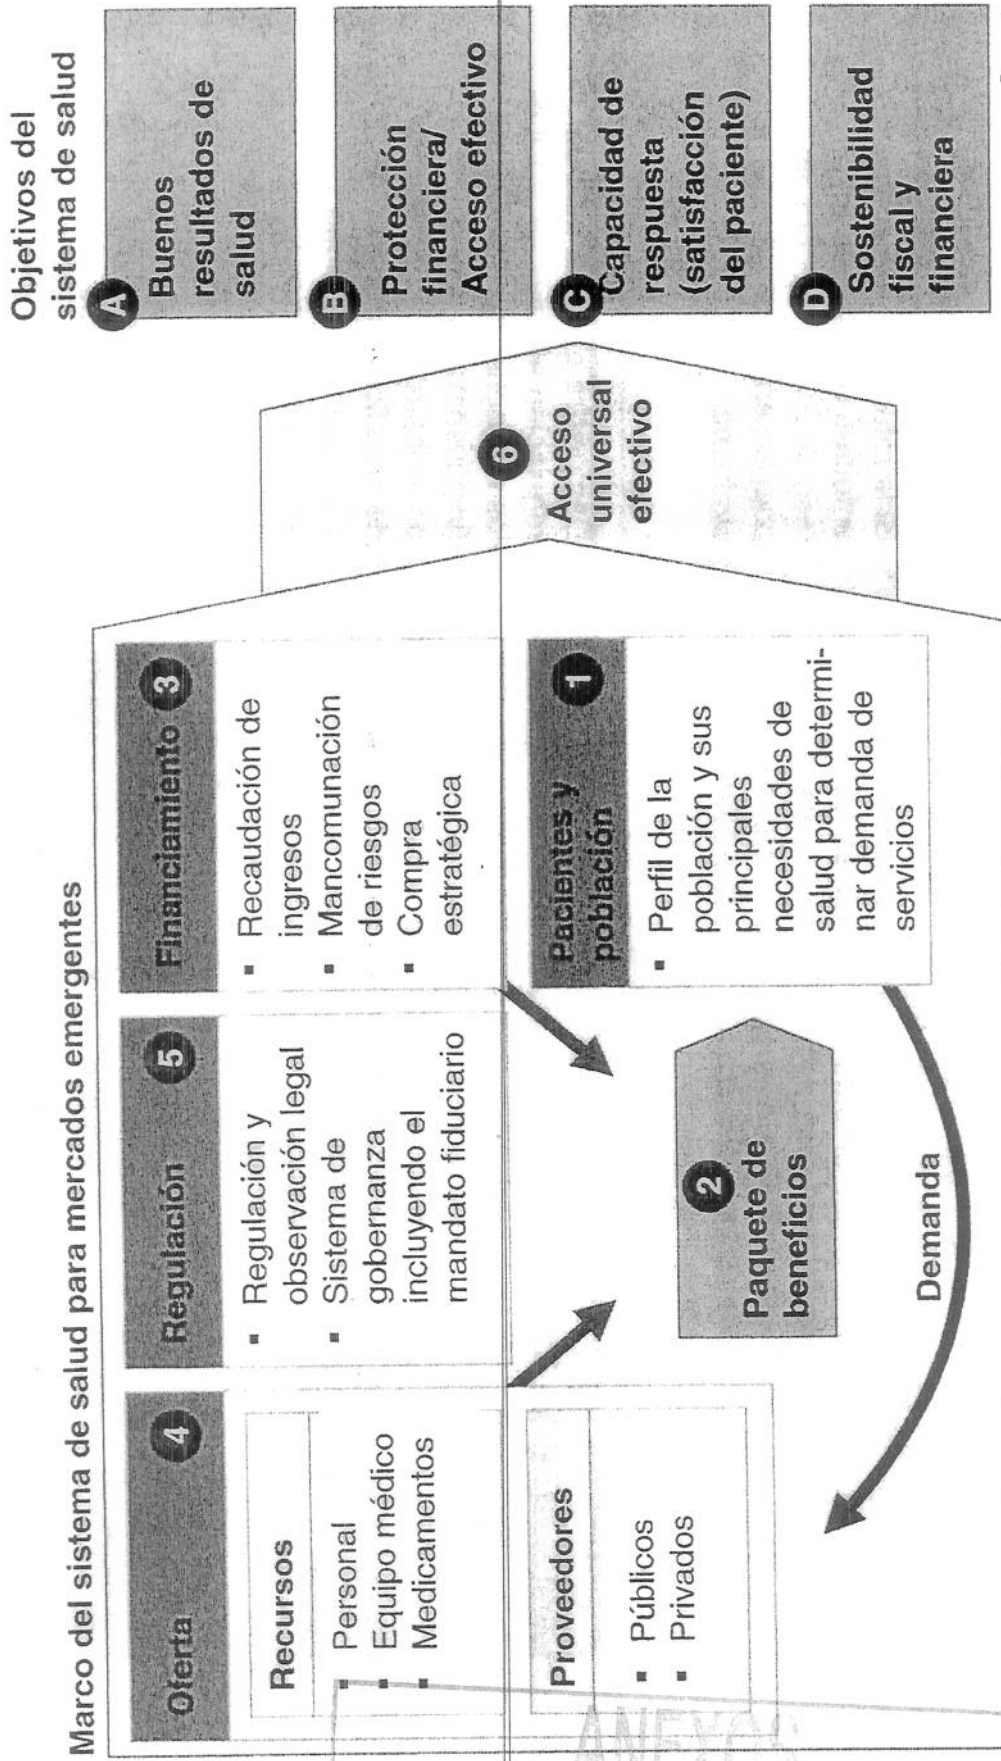 Marco del sistema de salud para mercados emergentes
Oferta 4
Recursos
▪ Personal
▪ Equipo médico
▪ Medicamentos
Proveedores
▪ Públicos
▪ Privados
Regulación 5
▪ Regulación y
observación legal
▪ Sistema de
gobernanza
incluyendo el
mandato fiduciario
Financiamiento 3
▪ Recaudación de
ingresos
▪ Mancomunación
de riesgos
▪ Compra
estratégica
2
Paquete de
beneficios
Pacientes y
población 1
▪ Perfil de la
población y sus
principales
necesidades de
salud para determi-
nar demanda de
servicios
Demanda
6
Acceso
universal
efectivo
Objetivos del
sistema de salud
A
Buenos
resultados de
salud
B
Protección
financiera/
Acceso efectivo
C
Capacidad de
respuesta
(satisfacción
del paciente)
D
Sostenibilidad
fiscal y
financiera
ANEXOS